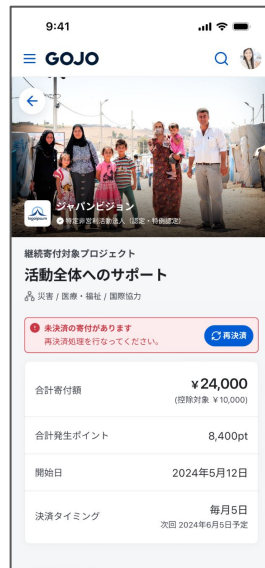 9:41
GOJO
ジャパンビジョン
特定非営利活動法人（認定・特例認定）
継続寄付対象プロジェクト
活動全体へのサポート
災害 / 医療・福祉 / 国際協力
未決済の寄付があります
再決済処理を行なってください。
再決済
合計寄付額
¥24,000
(控除対象 ¥10,000)
合計発生ポイント
8,400pt
開始日
2024年5月12日
決済タイミング
毎月5日
次回 2024年6月5日予定